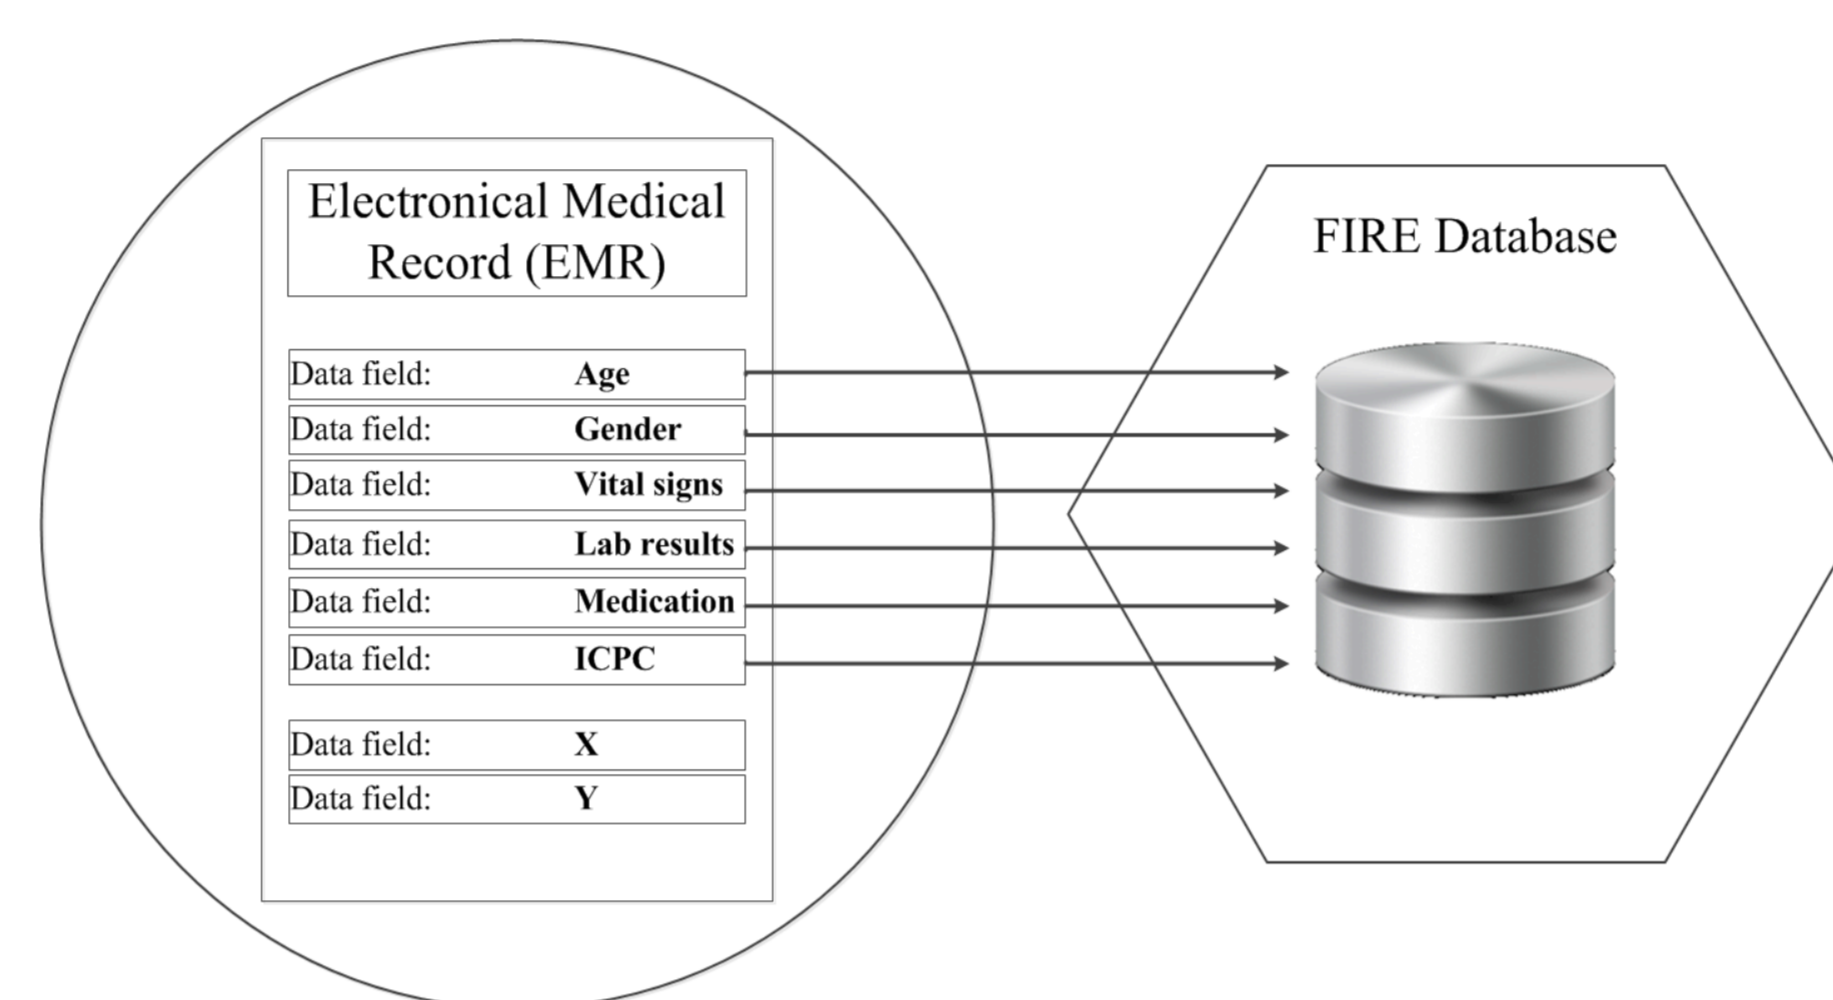 Electronical Medical
Record (EMR)
FIRE Database
Data field: Age
Data field: Gender
Data field: Vital signs
Data field: Lab results
Data field: Medication
Data field: ICPC
Data field: X
Data field: Y